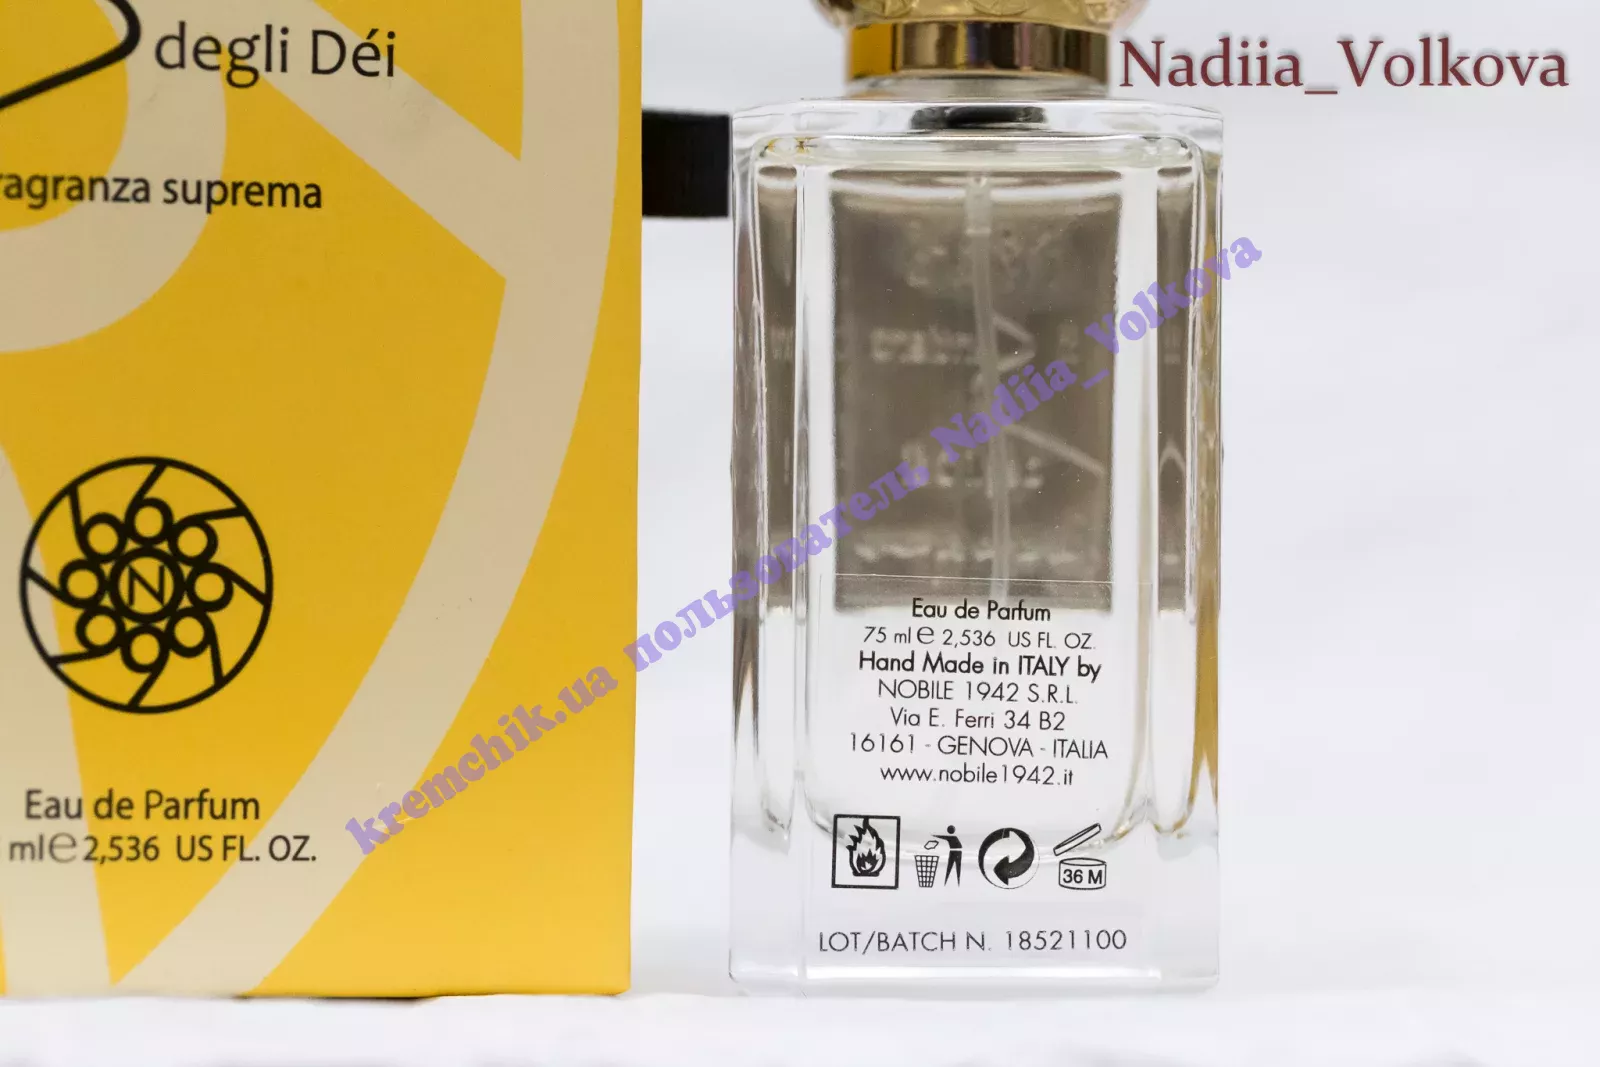 degli Déi
ragranza suprema
N
Eau de Parfum
ml e 2,536 US FL. OZ.
Nadiia_Volkova
kremchik.ua пользователь Nadiia_Volkova
Eau de Parfum
75 ml e 2,536 US FL. OZ.
Hand Made in ITALY by
NOBILE 1942 S.R.L.
Via E. Ferri 34 B2
16161 - GENOVA - ITALIA
www.nobile1942.it
36 M
LOT/BATCH N. 18521100